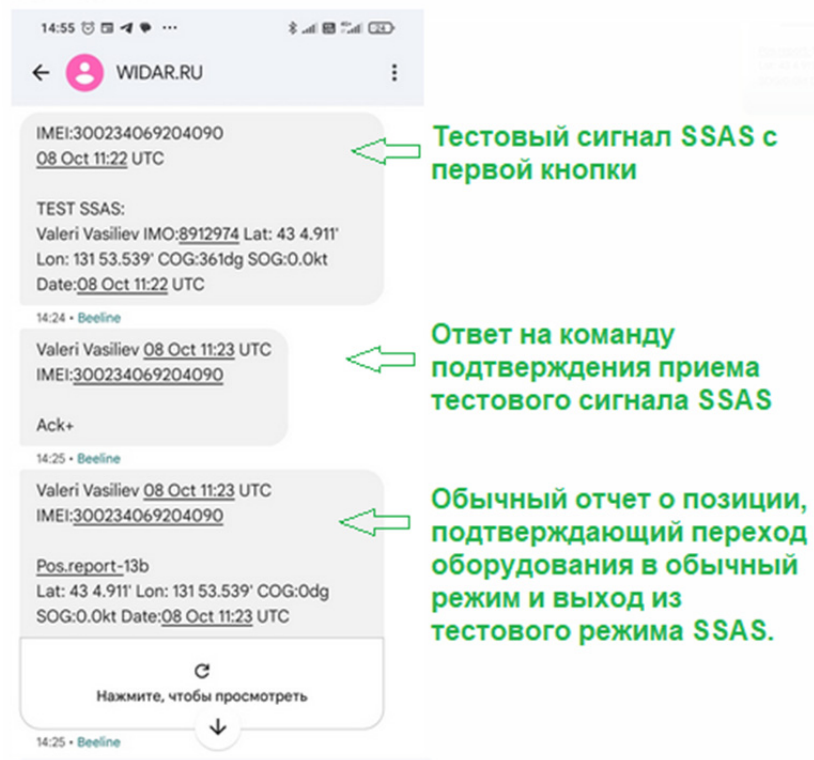 14:55
24
WIDAR.RU
IMEI:300234069204090
08 Oct 11:22 UTC
TEST SSAS:
Valeri Vasiliev IMO:8912974 Lat: 43 4.911'
Lon: 131 53.539' COG:361dg SOG:0.0kt
Date:08 Oct 11:22 UTC
14:24 • Beeline
Тестовый сигнал SSAS с
первой кнопки
Valeri Vasiliev 08 Oct 11:23 UTC
IMEI:300234069204090
Ack+
14:25 • Beeline
Ответ на команду
подтверждения приема
тестового сигнала SSAS
Valeri Vasiliev 08 Oct 11:23 UTC
IMEI:300234069204090
Pos.report-13b
Lat: 43 4.911' Lon: 131 53.539' COG:0dg
SOG:0.0kt Date:08 Oct 11:23 UTC
Нажмите, чтобы просмотреть
14:25 • Beeline
Обычный отчет о позиции,
подтверждающий переход
оборудования в обычный
режим и выход из
тестового режима SSAS.